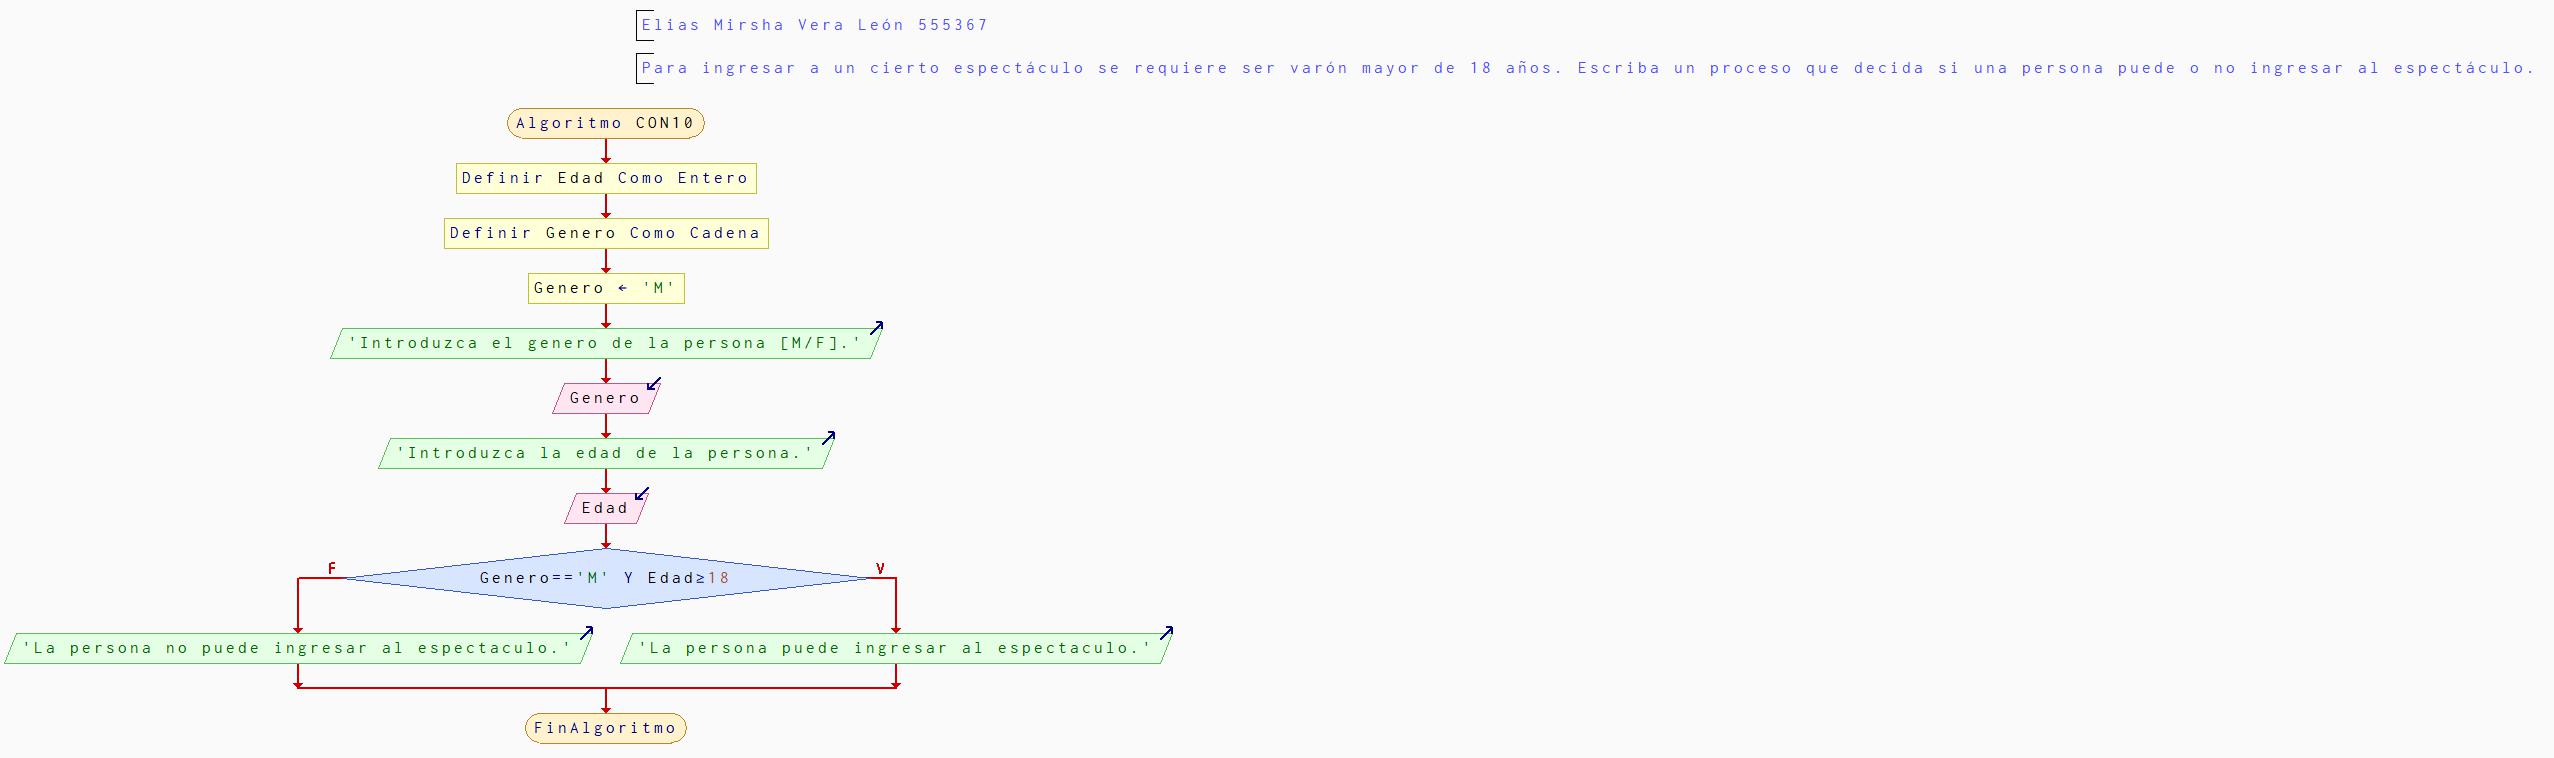 Elias Mirsha Vera León 555367
Para ingresar a un cierto espectáculo se requiere ser varón mayor de 18 años. Escriba un proceso que decida si una persona puede o no ingresar al espectáculo.
Algoritmo CON10
Definir Edad Como Entero
Definir Genero Como Cadena
Genero ← 'M'
'Introduzca el genero de la persona [M/F].'
Genero
'Introduzca la edad de la persona.'
Edad
F
Genero=='M' Y Edad≥18
V
'La persona no puede ingresar al espectaculo.'
'La persona puede ingresar al espectaculo.'
FinAlgoritmo